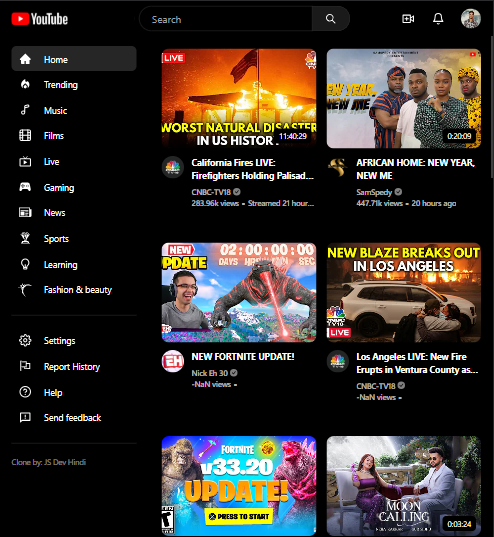 YouTube
Search
Home
Trending
Music
Films
Live
Gaming
News
Sports
Learning
Fashion & beauty
Settings
Report History
Help
Send feedback
Clone by: JS Dev Hindi
LIVE
WORST NATURAL DISASTER
IN US HISTOR
11:40:29
California Fires LIVE:
Firefighters Holding Palisad...
CNBC-TV18
283.96k views • Streamed 21 hour...
NEW YEAR,
NEW ME
0:20:09
AFRICAN HOME: NEW YEAR,
NEW ME
SamSpedy
447.71k views • 20 hours ago
NEW
UPDATE
02:00:00:00
DAYS
SEC
NEW FORTNITE UPDATE!
Nick Eh 30
-NaN views •
NEW BLAZE BREAKS OUT
IN LOS ANGELES
CNBC
TV18
LIVE
Los Angeles LIVE: New Fire
Erupts in Ventura County as...
CNBC-TV18
-NaN views •
FORTNITE
v33.20
UPDATE!
PRESS TO START
T
MOON
CALLING
0:03:24